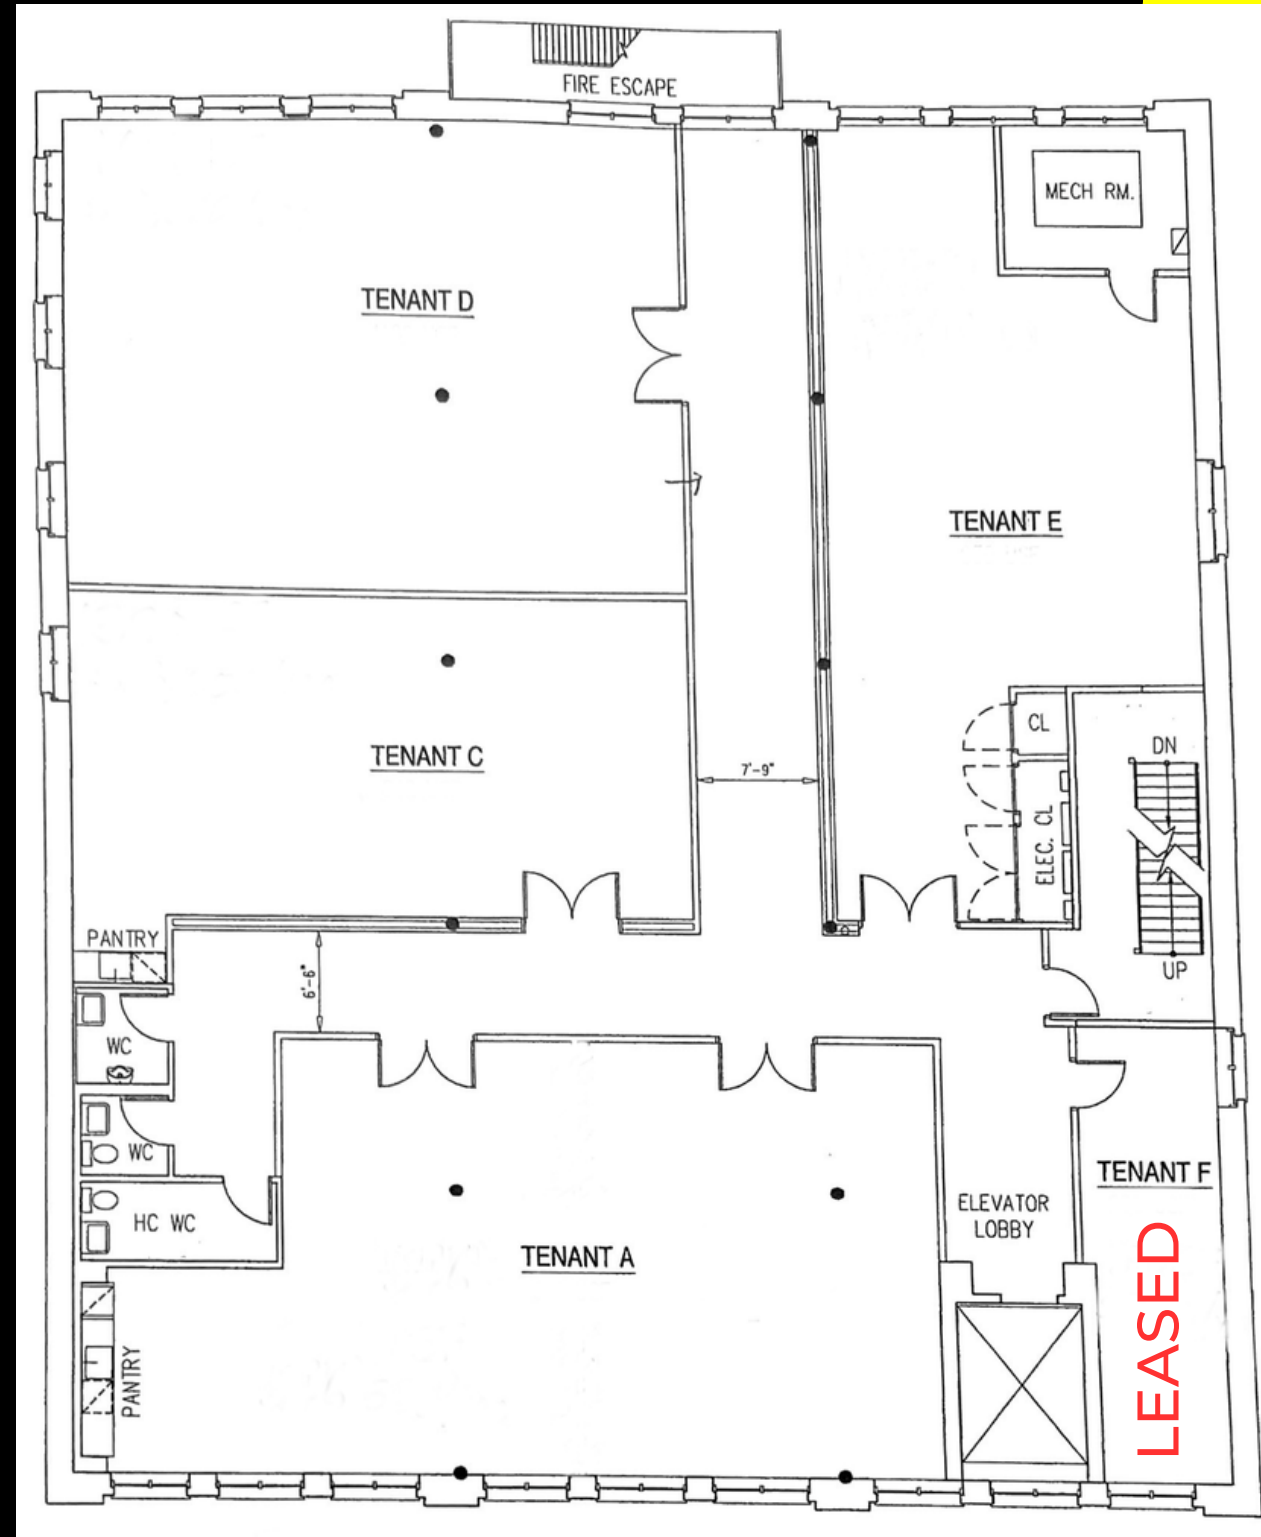 FIRE ESCAPE
MECH RM.
TENANT D
TENANT E
CL
DN
TENANT C
7'-9"
ELEC. CL
PANTRY
6'-6"
UP
WC
WC
TENANT F
HC WC
ELEVATOR
LOBBY
TENANT A
LEASED
PANTRY